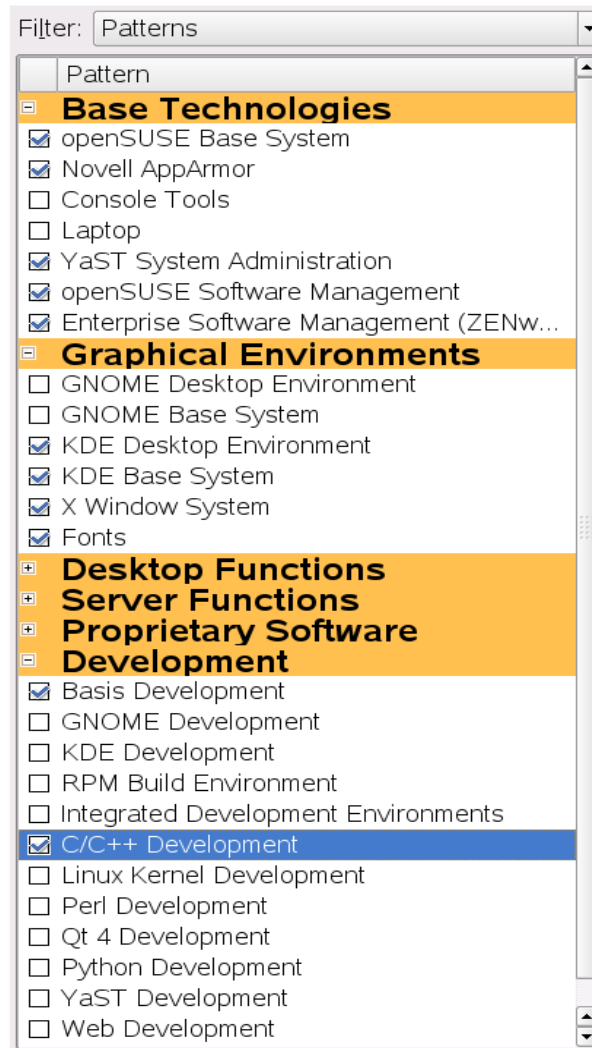 Filter: Patterns
Pattern
Base Technologies
openSUSE Base System
Novell AppArmor
Console Tools
Laptop
YaST System Administration
openSUSE Software Management
Enterprise Software Management (ZENw...
Graphical Environments
GNOME Desktop Environment
GNOME Base System
KDE Desktop Environment
KDE Base System
X Window System
Fonts
Desktop Functions
Server Functions
Proprietary Software
Development
Basis Development
GNOME Development
KDE Development
RPM Build Environment
Integrated Development Environments
C/C++ Development
Linux Kernel Development
Perl Development
Qt 4 Development
Python Development
YaST Development
Web Development